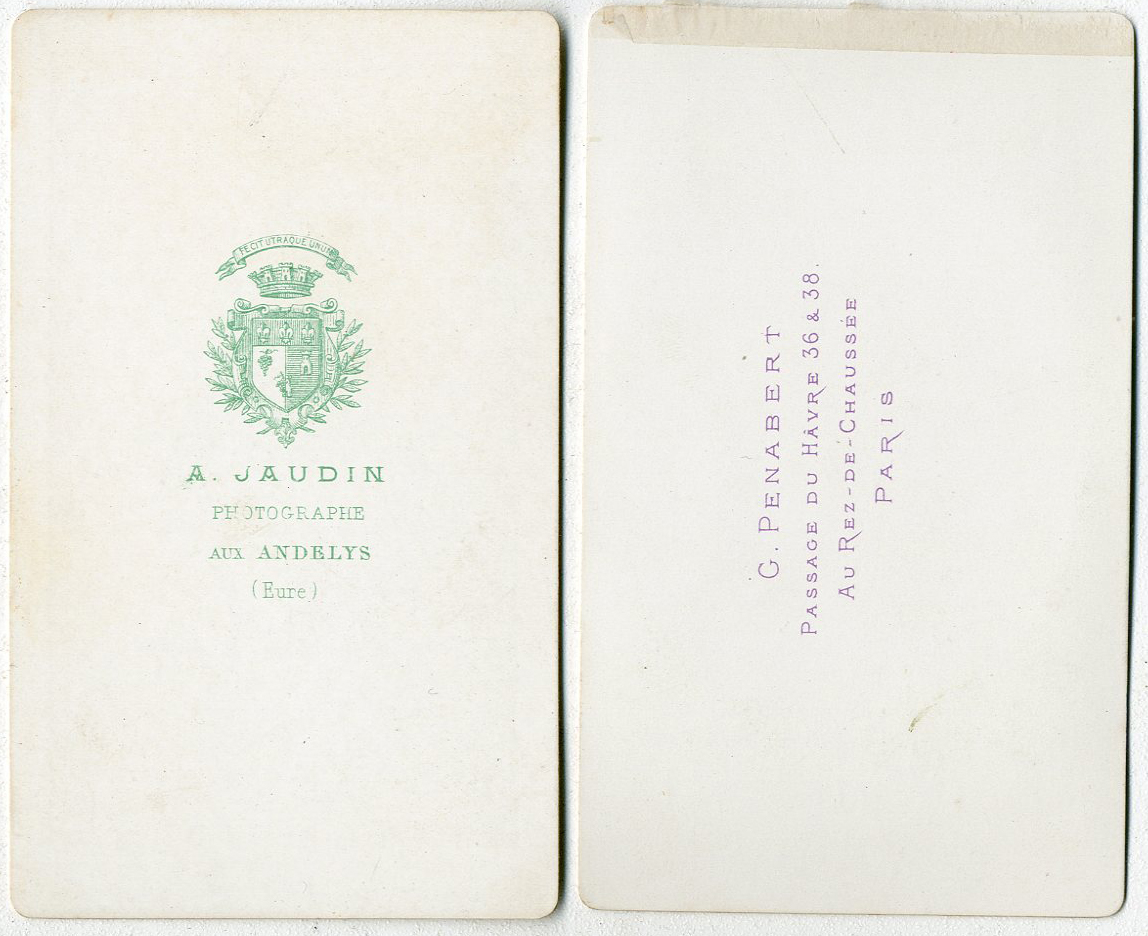 FECIT UTRAQUE UNUM
A. JAUDIN
PHOTOGRAPHE
AUX ANDELYS
(Eure)
G. PENABERT
PASSAGE DU HÂVRE 36 & 38.
AU REZ-DE-CHAUSSÉE
PARIS